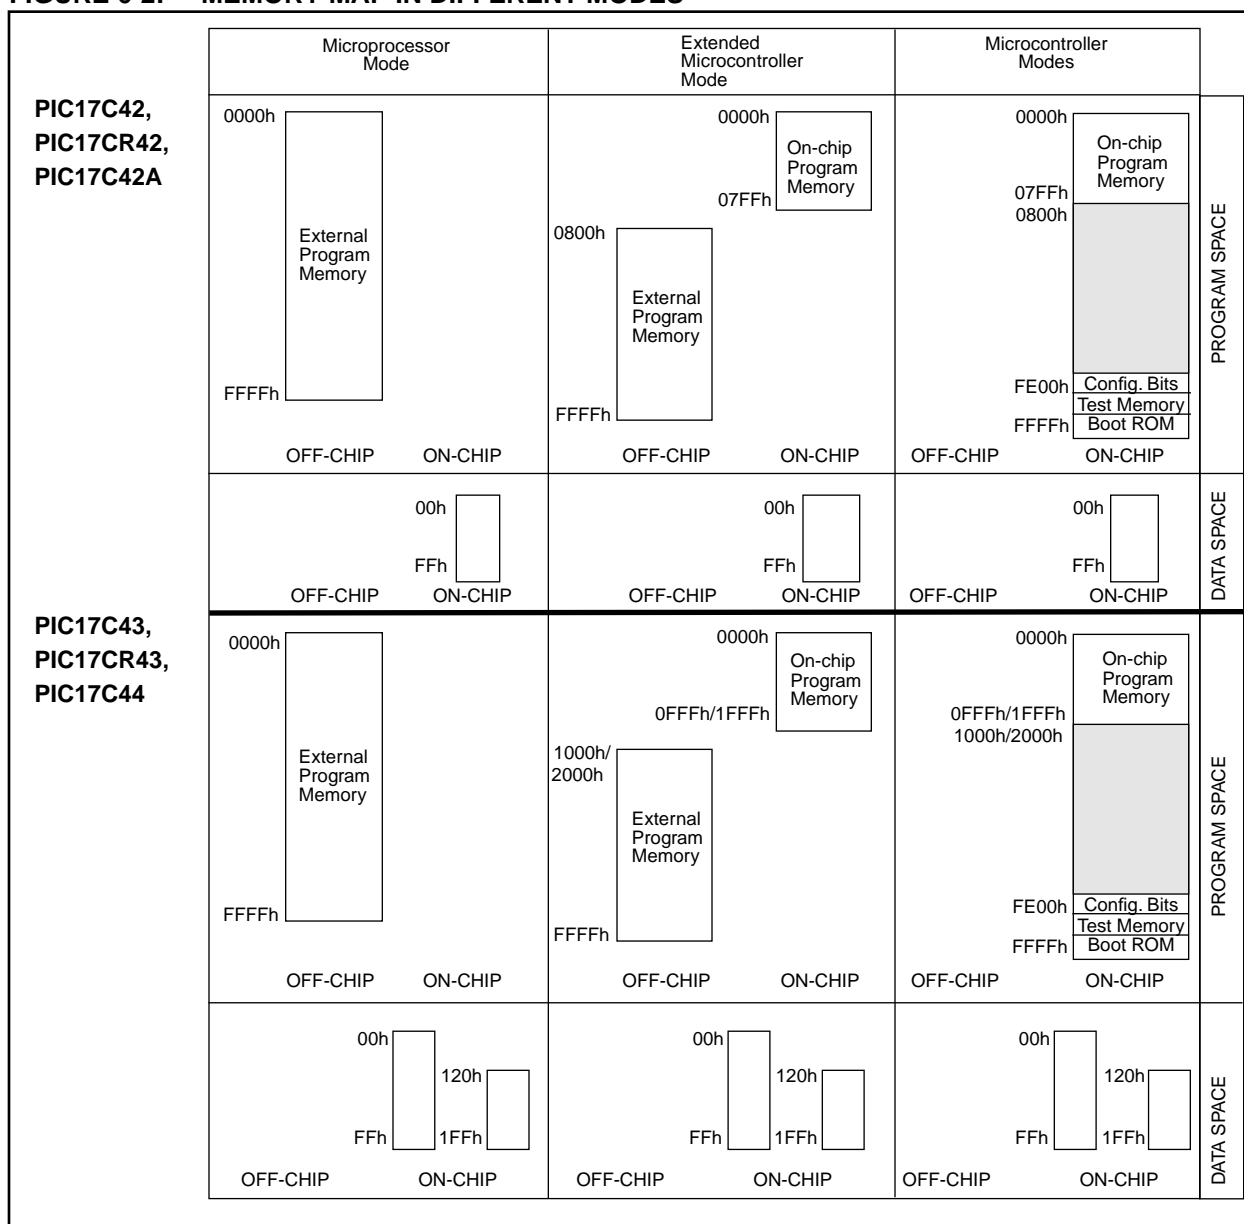 FIGURE 6-2: MEMORY MAP IN DIFFERENT MODES
Microprocessor
Mode
Extended
Microcontroller
Mode
Microcontroller
Modes
PIC17C42,
PIC17CR42,
PIC17C42A
0000h
External
Program
Memory
FFFFh
OFF-CHIP ON-CHIP
0000h
On-chip
Program
Memory
07FFh
0800h
External
Program
Memory
FFFFh
OFF-CHIP ON-CHIP
0000h
On-chip
Program
Memory
07FFh
0800h
FE00h Config. Bits
Test Memory
FFFFh Boot ROM
OFF-CHIP ON-CHIP
PROGRAM SPACE
00h
FFh
OFF-CHIP ON-CHIP
00h
FFh
OFF-CHIP ON-CHIP
00h
FFh
OFF-CHIP ON-CHIP
DATA SPACE
PIC17C43,
PIC17CR43,
PIC17C44
0000h
External
Program
Memory
FFFFh
OFF-CHIP ON-CHIP
0000h
On-chip
Program
Memory
0FFFh/1FFFh
1000h/
2000h
External
Program
Memory
FFFFh
OFF-CHIP ON-CHIP
0000h
On-chip
Program
Memory
0FFFh/1FFFh
1000h/2000h
FE00h Config. Bits
Test Memory
FFFFh Boot ROM
OFF-CHIP ON-CHIP
PROGRAM SPACE
00h
120h
FFh 1FFh
OFF-CHIP ON-CHIP
00h
120h
FFh 1FFh
OFF-CHIP ON-CHIP
00h
120h
FFh 1FFh
OFF-CHIP ON-CHIP
DATA SPACE